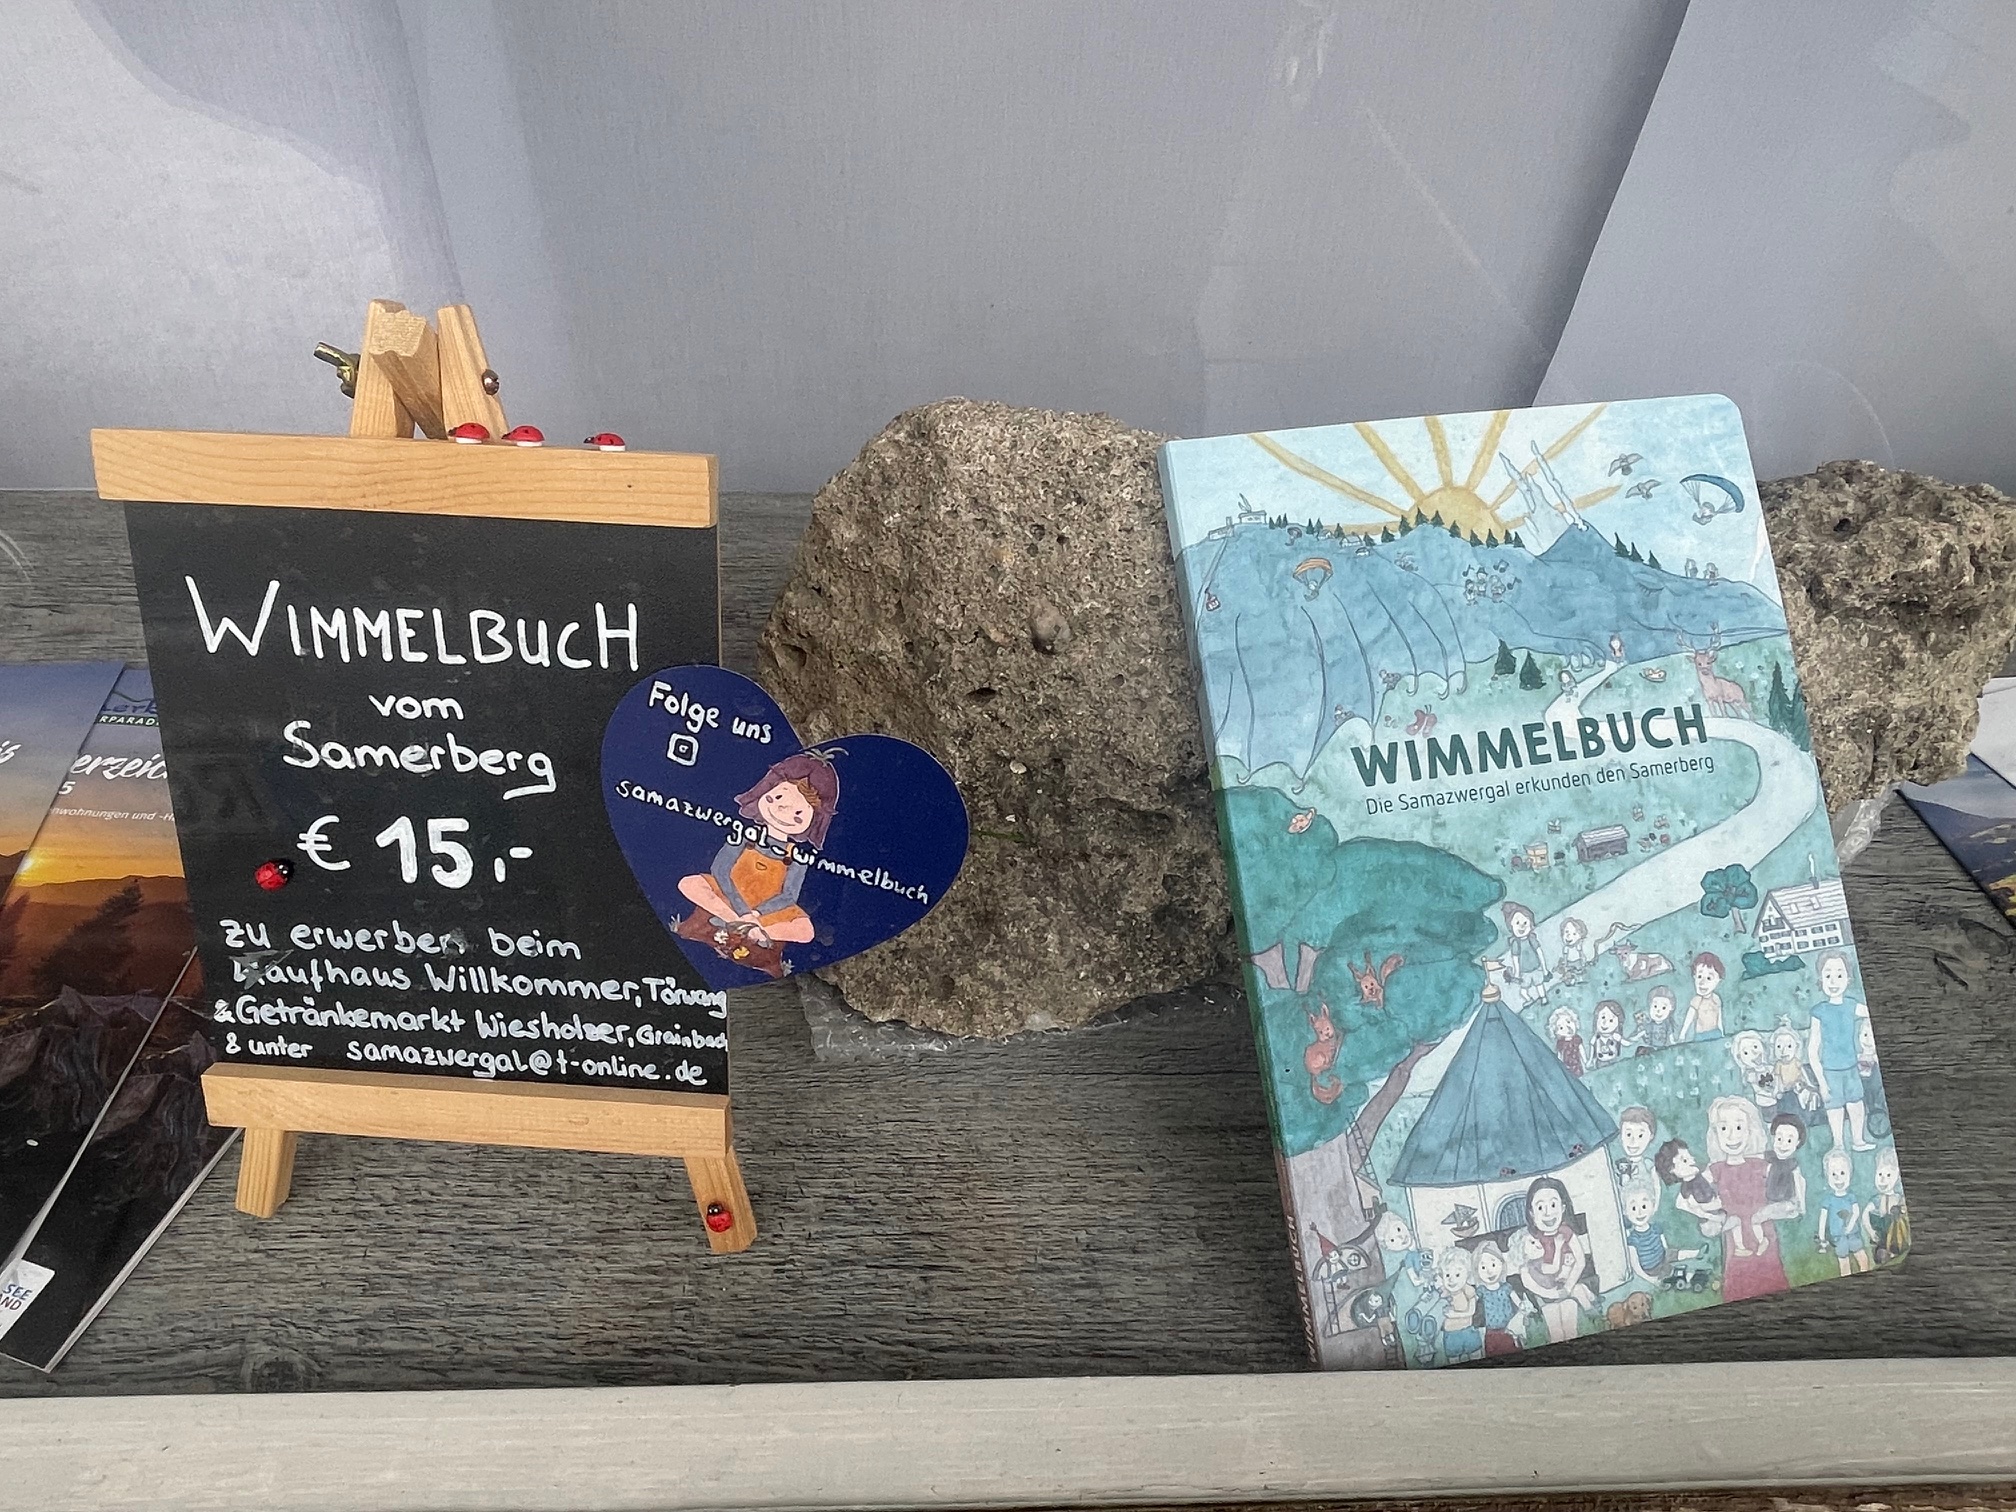 WIMMELBUCH
vom
Samerberg
€ 15,-
zu erwerben beim
Kaufhaus Willkommer, Törwang
& Getränkemarkt Wiesholzer, Grainbach
& unter samazwergal@t-online.de
Folge uns
samazwergal_wimmelbuch
WIMMELBUCH
Die Samazwergal erkunden den Samerberg
WIMMELBUCH
SEE